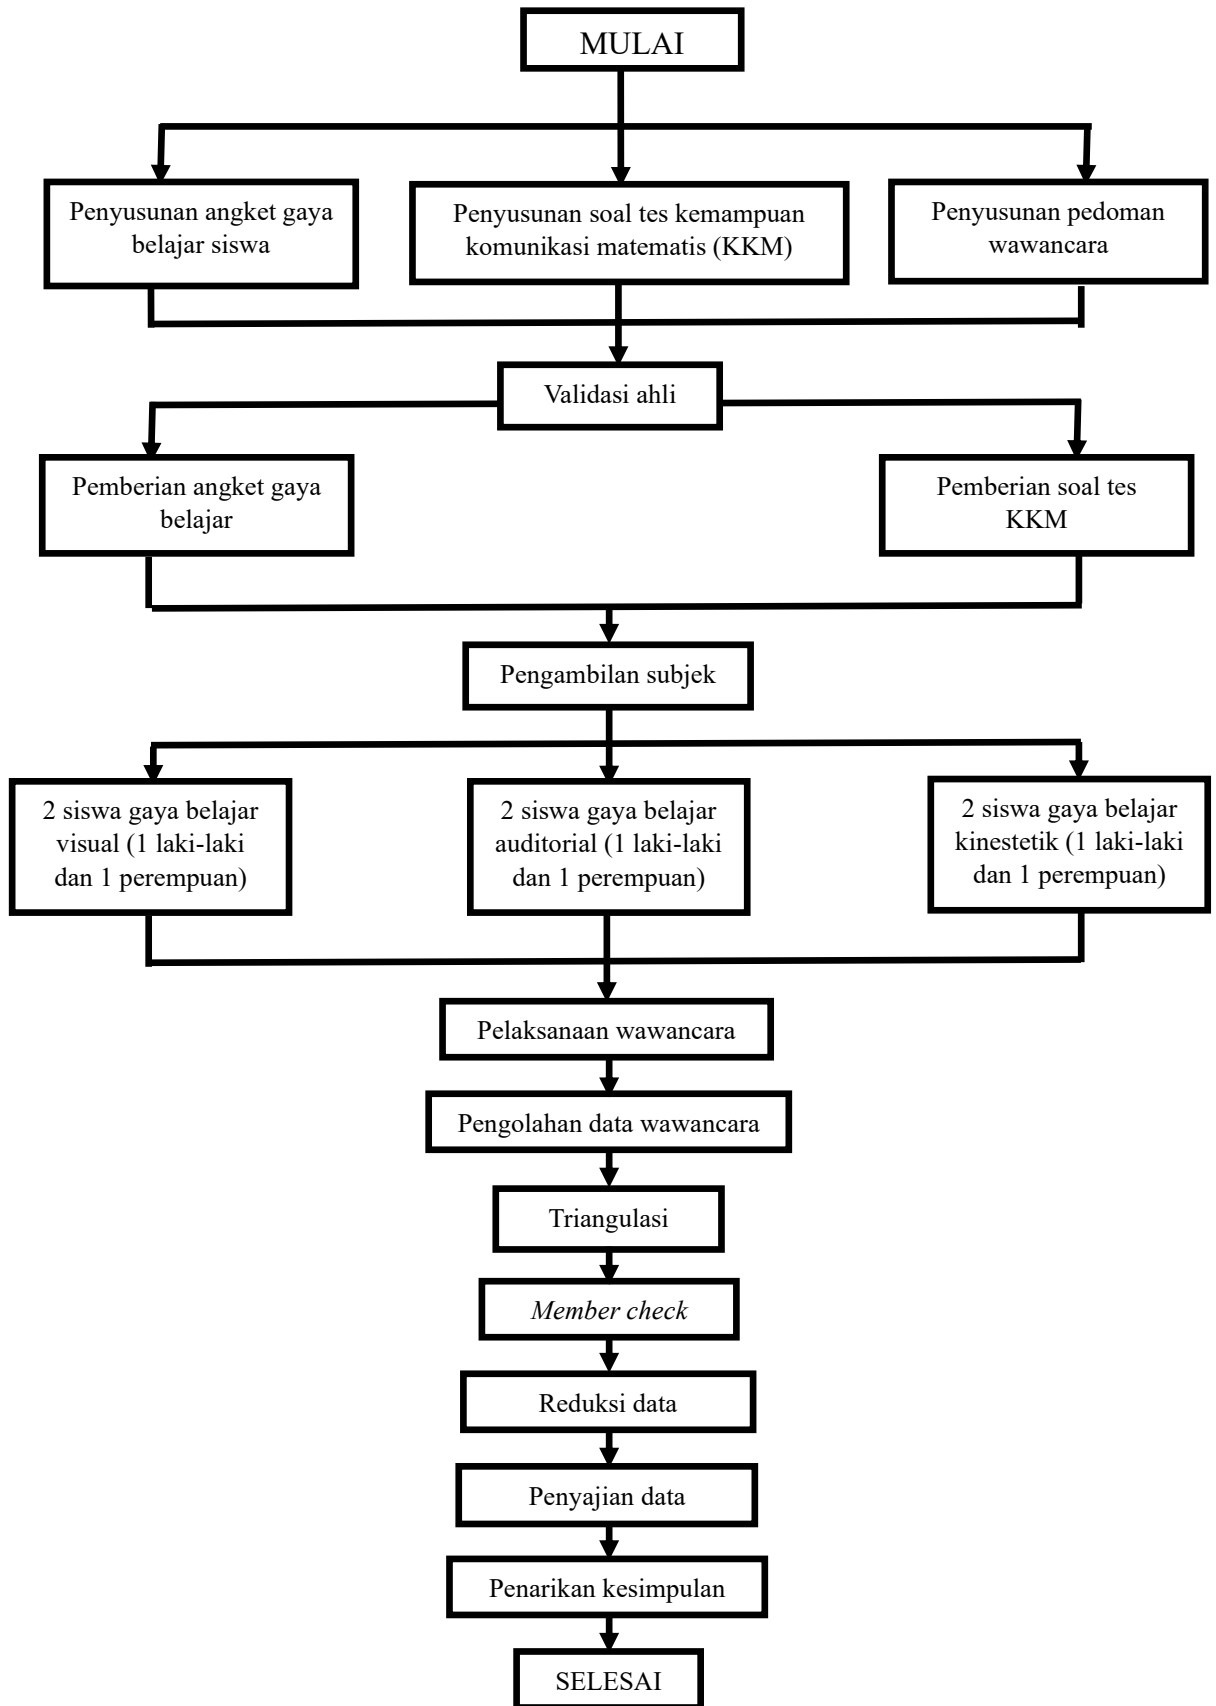 MULAI
Penyusunan angket gaya
belajar siswa
Penyusunan soal tes kemampuan
komunikasi matematis (KKM)
Penyusunan pedoman
wawancara
Validasi ahli
Pemberian angket gaya
belajar
Pemberian soal tes
KKM
Pengambilan subjek
2 siswa gaya belajar
visual (1 laki-laki
dan 1 perempuan)
2 siswa gaya belajar
auditorial (1 laki-laki
dan 1 perempuan)
2 siswa gaya belajar
kinestetik (1 laki-laki
dan 1 perempuan)
Pelaksanaan wawancara
Pengolahan data wawancara
Triangulasi
Member check
Reduksi data
Penyajian data
Penarikan kesimpulan
SELESAI